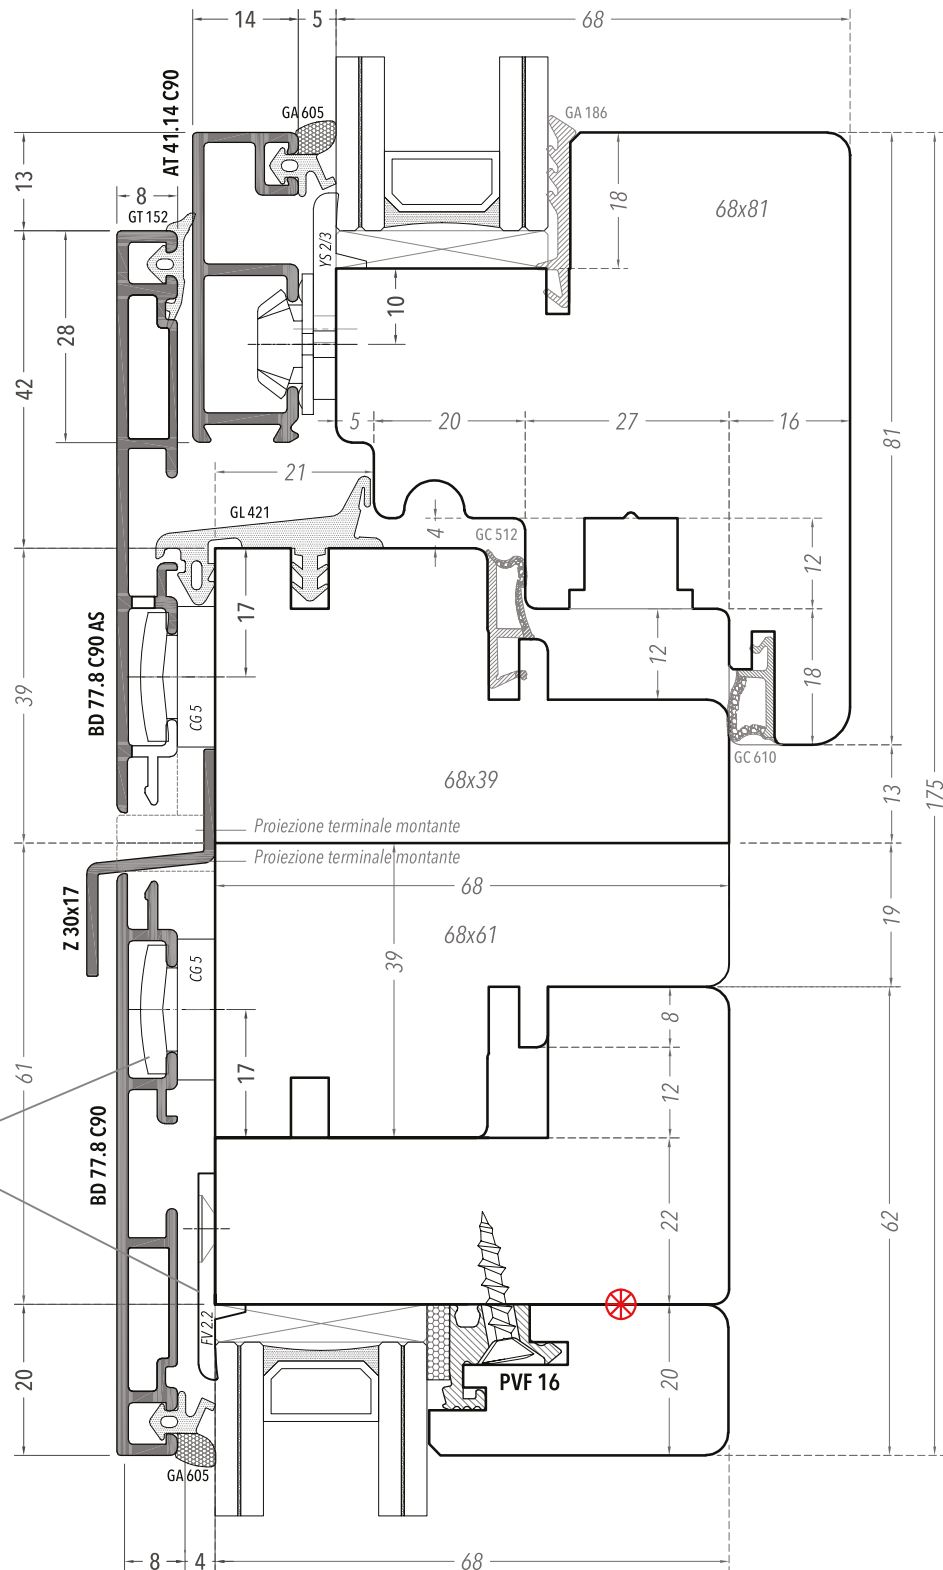 14
5
68
AT 41.14 C90
GA 605
GA 186
13
8
GT 152
18
68x81
YS 2/3
10
28
42
5
20
27
16
81
21
GL 421
4
GC 512
12
17
12
18
39
BD 77.8 C90 AS
CG 5
GC 610
68x39
13
175
Proiezione terminale montante
Proiezione terminale montante
68
Z 30x17
68x61
19
39
CG 5
8
17
12
61
BD 77.8 C90
22
62
FV 2.2
20
PVF 16
20
GA 605
8
4
68